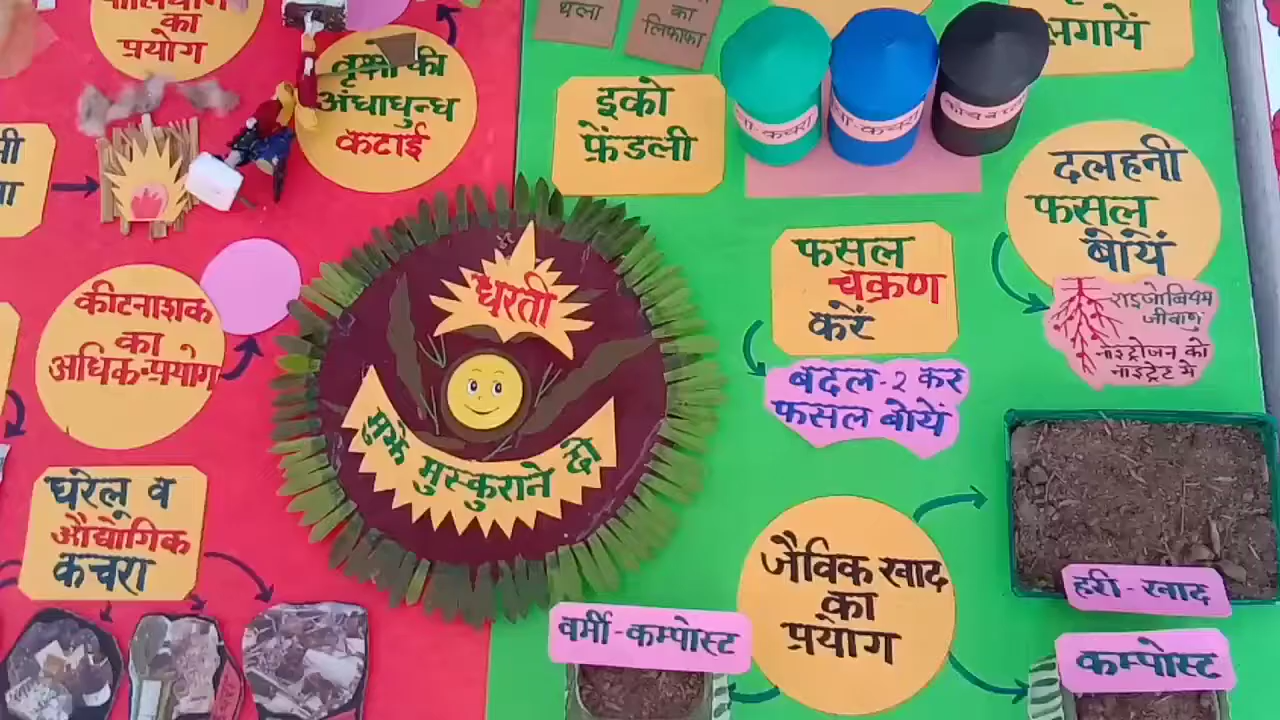 का
प्रयोग
वृक्षों की
अंधाधुन्ध
कटाई
कीटनाशक
का
अधिक-प्रयोग
घरेलू व
औद्योगिक
कचरा
धरती
मुझे मुस्कुराने दो
थैला
का
लिफाफा
इको
फ्रेंडली
लगायें
दलहनी
फसल
बोयें
राइजोबियम
जीवाणु
नाइट्रोजन को
नाइट्रेट में
फसल
चक्रण
करें
बदल-2 कर
फसल बोयें
जैविक खाद
का
प्रयोग
हरी-खाद
वर्मी-कम्पोस्ट
कम्पोस्ट